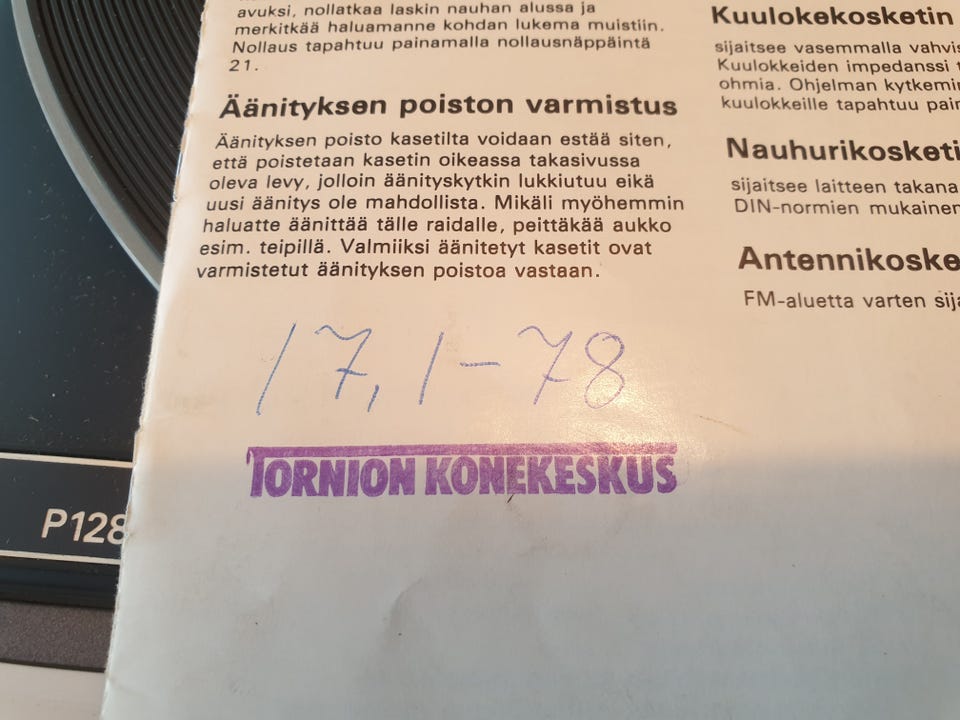 avuksi, nollatkaa laskin nauhan alussa ja
merkitkää haluamanne kohdan lukema muistiin.
Nollaus tapahtuu painamalla nollausnäppäintä
21.
Äänityksen poiston varmistus
Äänityksen poisto kasetilta voidaan estää siten,
että poistetaan kasetin oikeassa takasivussa
oleva levy, jolloin äänityskytkin lukkiutuu eikä
uusi äänitys ole mahdollista. Mikäli myöhemmin
haluatte äänittää tälle raidalle, peittäkää aukko
esim. teipillä. Valmiiksi äänitetyt kasetit ovat
varmistetut äänityksen poistoa vastaan.
17,1-78
TORNION KONEKESKUS
Kuulokekosketin
sijaitsee vasemmalla
Kuulokkeiden impedanssi
ohmia. Ohjelman
kuulokkeille tapahtuu
sijaitsee laitteen takana
DIN-normien mukainen
FM-aluetta varten
P128